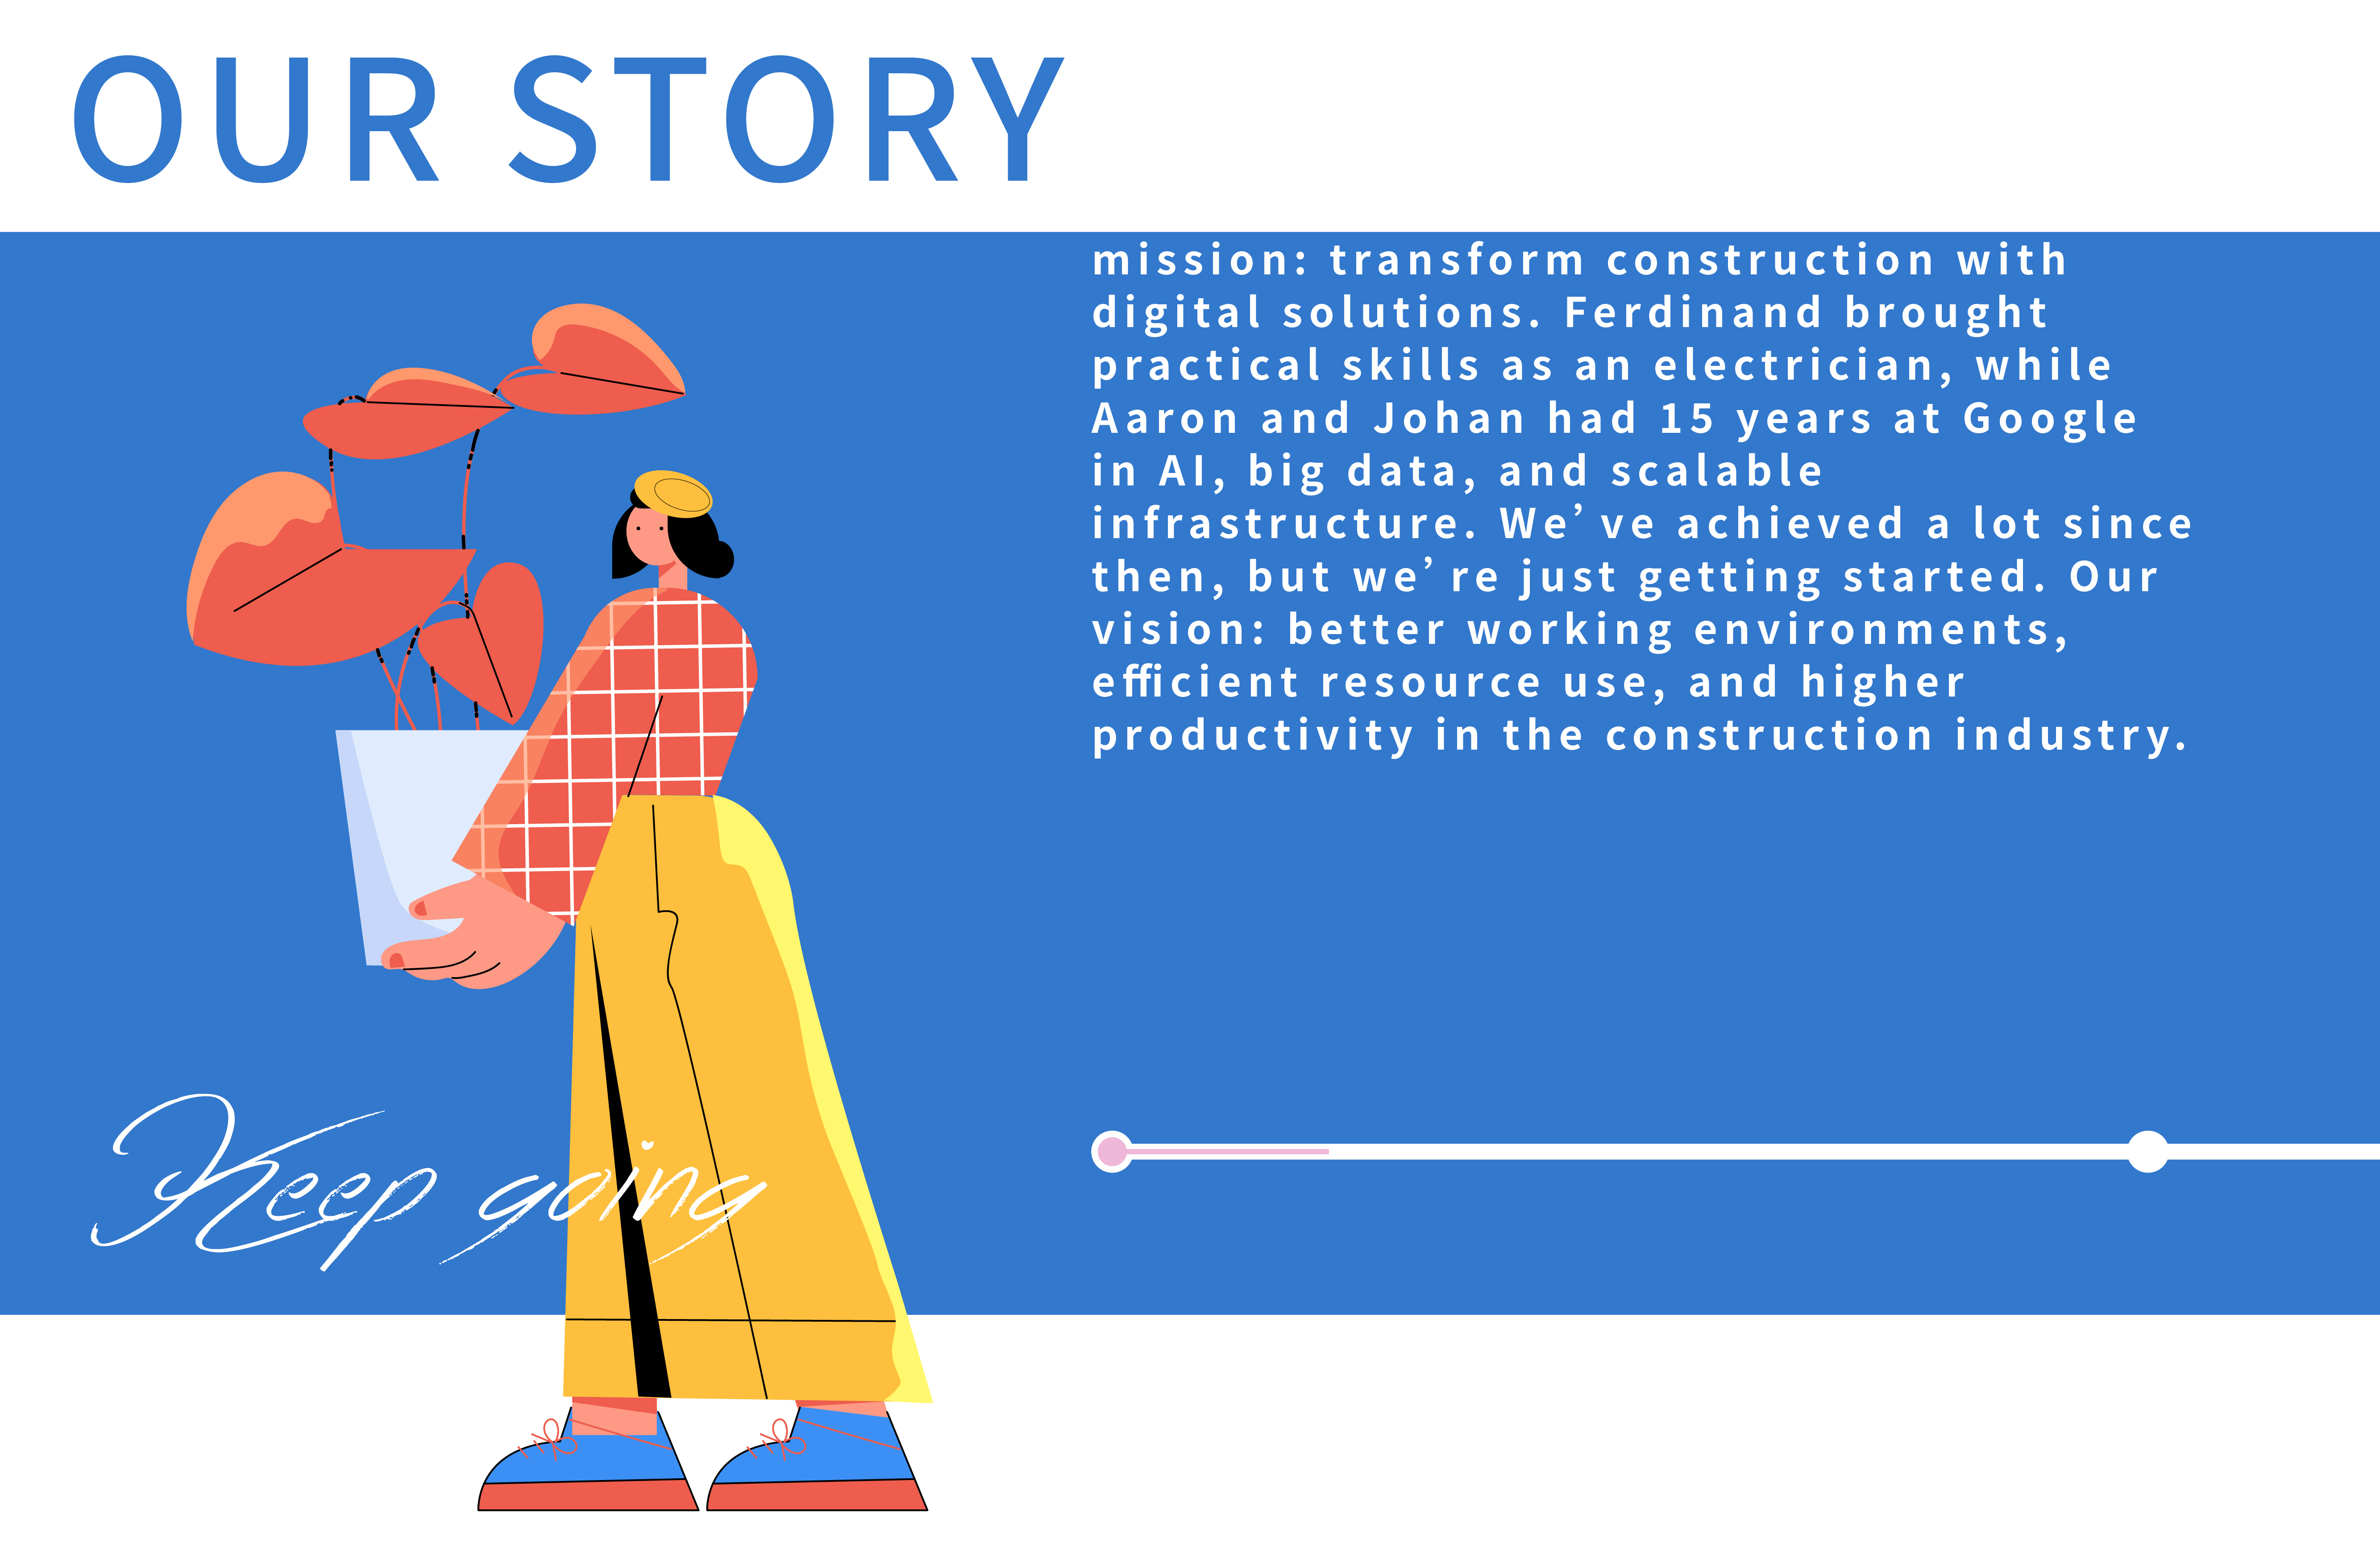 OUR STORY
mission: transform construction with
digital solutions. Ferdinand brought
practical skills as an electrician, while
Aaron and Johan had 15 years at Google
in AI, big data, and scalable
infrastructure. We’ve achieved a lot since
then, but we’re just getting started. Our
vision: better working environments,
efficient resource use, and higher
productivity in the construction industry.
Keep going